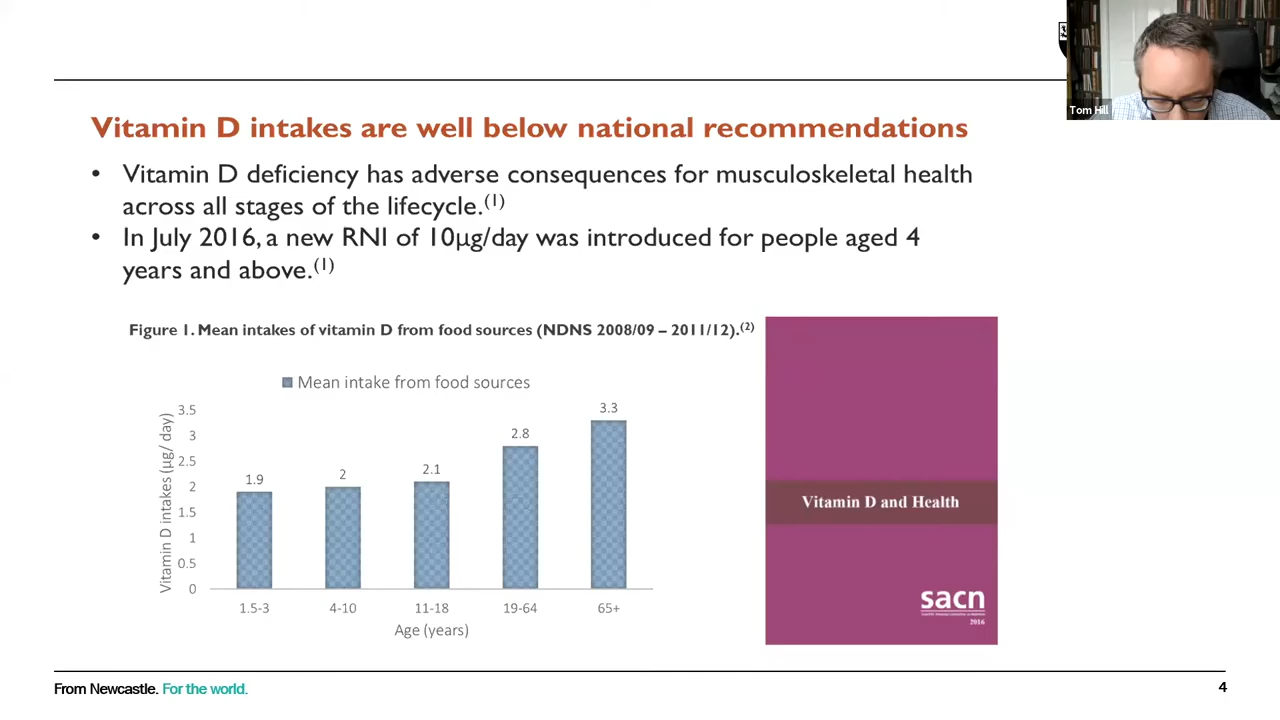 Tom Hill
Vitamin D intakes are well below national recommendations
• Vitamin D deficiency has adverse consequences for musculoskeletal health
across all stages of the lifecycle.(1)
• In July 2016, a new RNI of 10µg/day was introduced for people aged 4
years and above.(1)
Figure 1. Mean intakes of vitamin D from food sources (NDNS 2008/09 – 2011/12).(2)
Mean intake from food sources
Vitamin D intakes (µg/ day)
3.5
3
2.5
2
1.5
1
0.5
0
1.9
2
2.1
2.8
3.3
1.5-3
4-10
11-18
19-64
65+
Age (years)
Vitamin D and Health
sacn
2016
From Newcastle. For the world.
4